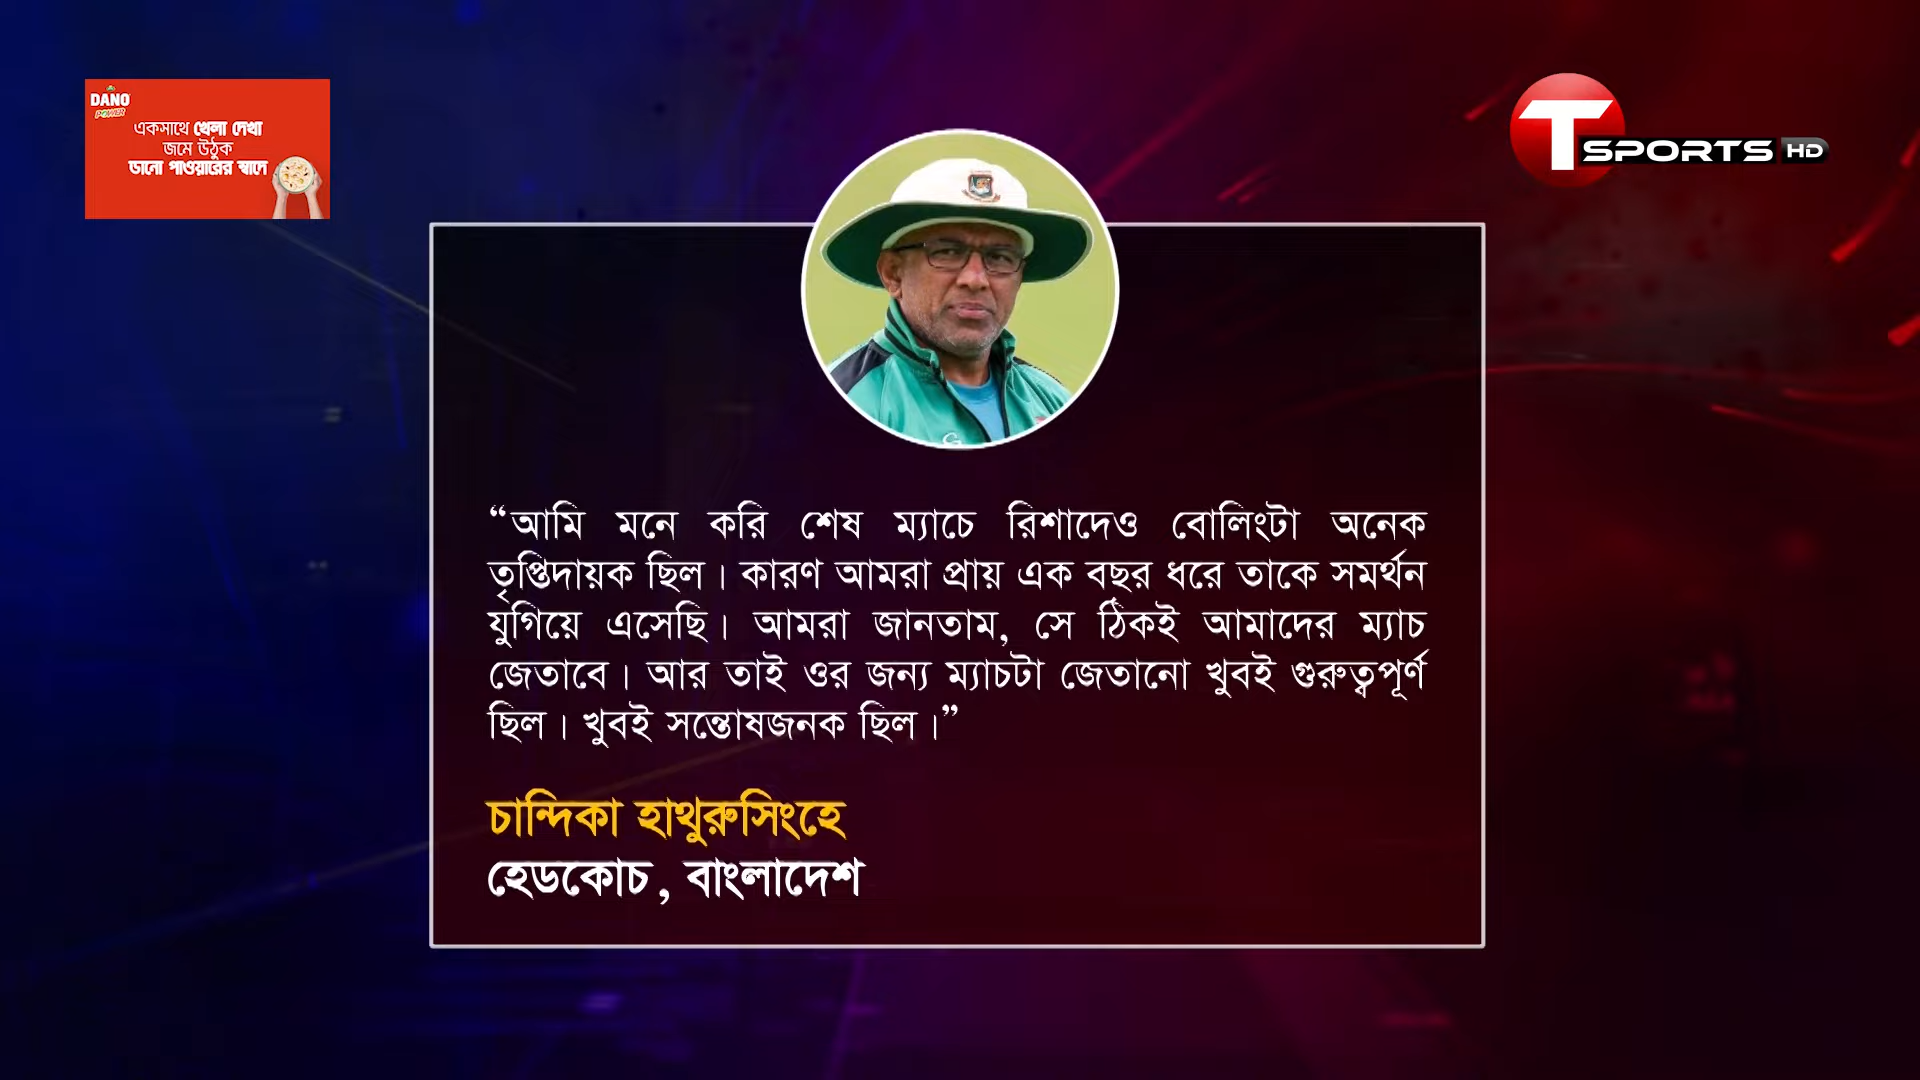 DANO
POWER
একসাথে খেলা দেখা
জমে উঠুক
ডানো পাওয়ারের স্বাদে
T SPORTS HD
“আমি মনে করি শেষ ম্যাচে রিশাদেও বোলিংটা অনেক
তৃপ্তিদায়ক ছিল। কারণ আমরা প্রায় এক বছর ধরে তাকে সমর্থন
যুগিয়ে এসেছি। আমরা জানতাম, সে ঠিকই আমাদের ম্যাচ
জেতাবে। আর তাই ওর জন্য ম্যাচটা জেতানো খুবই গুরুত্বপূর্ণ
ছিল। খুবই সন্তোষজনক ছিল।”
চান্দিকা হাথুরুসিংহে
হেডকোচ, বাংলাদেশ